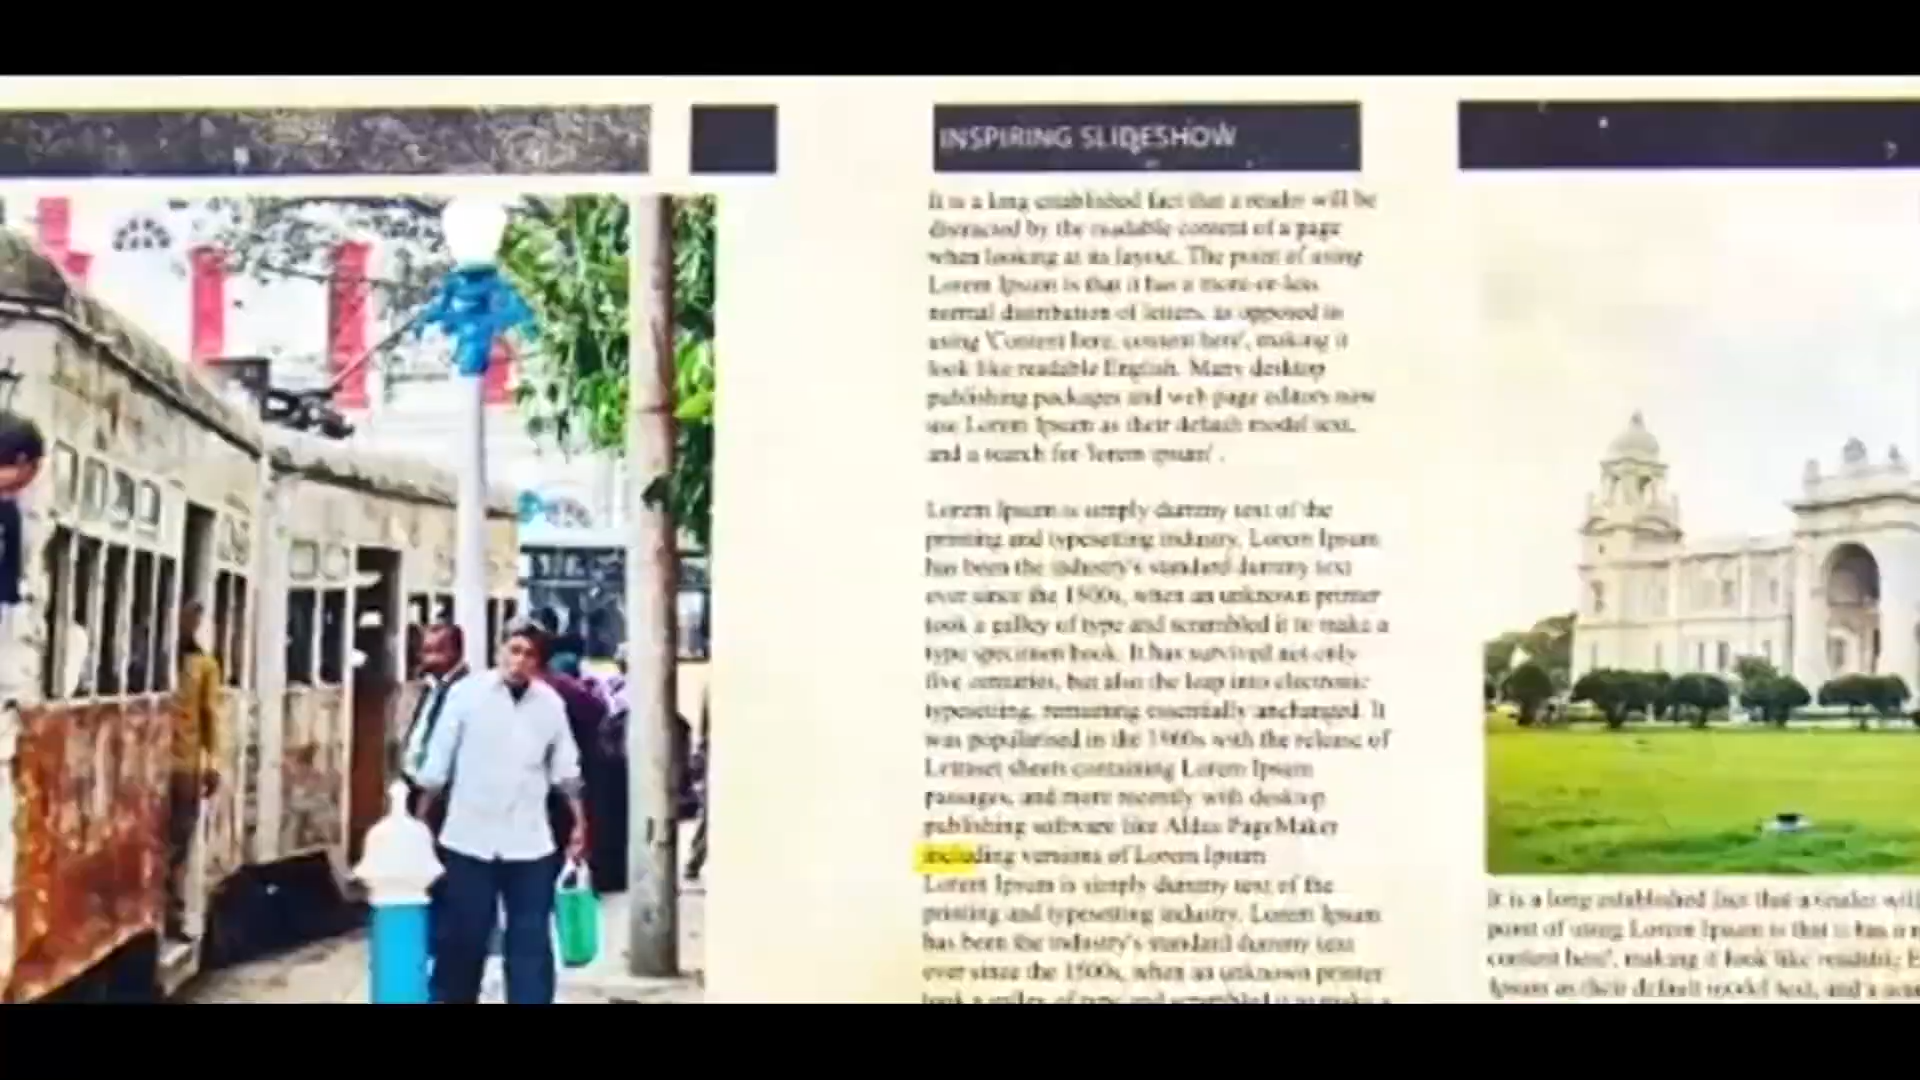 INSPIRING SLIDESHOW
It is a long established fact that a reader will be
distracted by the readable content of a page
when looking at its layout. The point of using
Lorem Ipsum is that it has a more-or-less
normal distribution of letters, as opposed to
using 'Content here, content here', making it
look like readable English. Many desktop
publishing packages and web page editors now
use Lorem Ipsum as their default model text,
and a search for 'lorem ipsum' .
Lorem Ipsum is simply dummy text of the
printing and typesetting industry. Lorem Ipsum
has been the industry's standard dummy text
ever since the 1500s, when an unknown printer
took a galley of type and scrambled it to make a
type specimen book. It has survived not only
five centuries, but also the leap into electronic
typesetting, remaining essentially unchanged. It
was popularised in the 1960s with the release of
Letraset sheets containing Lorem Ipsum
passages, and more recently with desktop
publishing software like Aldus PageMaker
including versions of Lorem Ipsum
Lorem Ipsum is simply dummy text of the
printing and typesetting industry. Lorem Ipsum
has been the industry's standard dummy text
ever since the 1500s, when an unknown printer
took a galley of type and scrambled it to make a
It is a long established fact that a reader will
point of using Lorem Ipsum is that it has a
content here', making it look like readable E
Ipsum as their default model text, and a